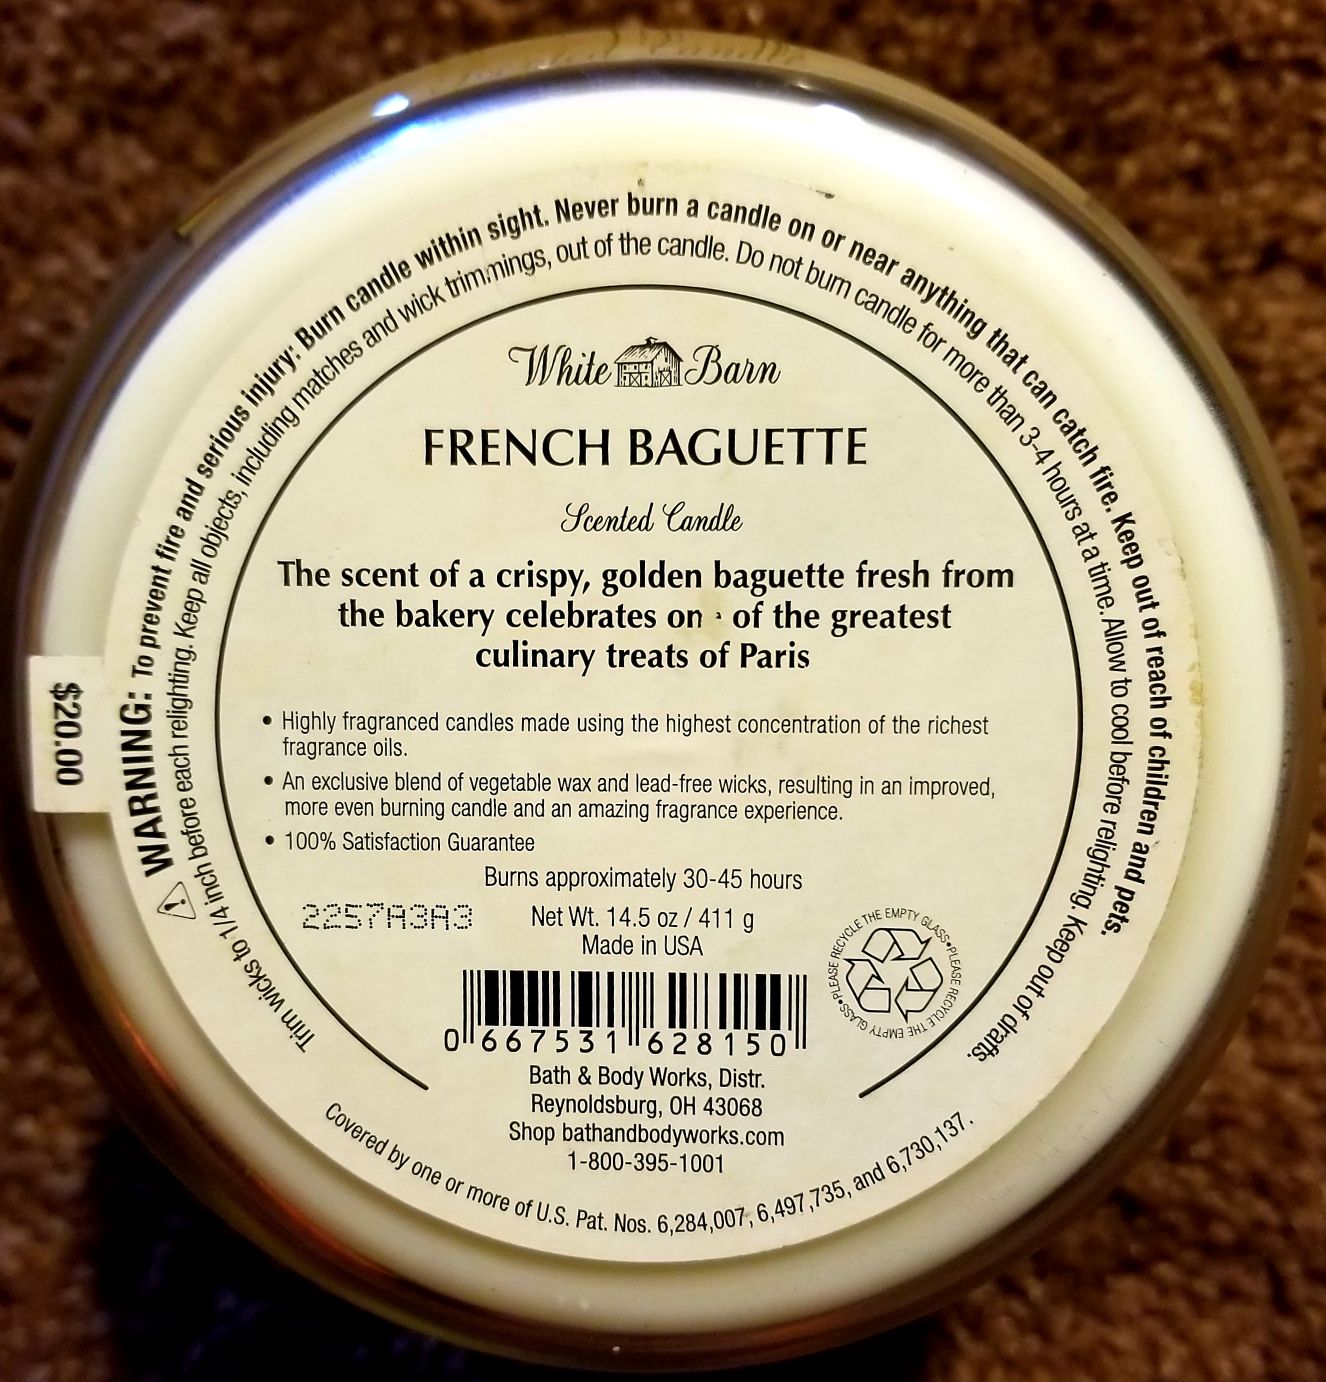 WARNING: To prevent fire and serious injury: Burn candle within sight. Never burn a candle on or near anything that can catch fire. Keep out of reach of children and pets.
Trim wicks to 1/4 inch before each relighting. Keep all objects, including matches and wick trimmings, out of the candle. Do not burn candle for more than 3-4 hours at a time. Allow to cool before relighting. Keep out of drafts.
$20.00
White Barn
FRENCH BAGUETTE
Scented Candle
The scent of a crispy, golden baguette fresh from
the bakery celebrates on of the greatest
culinary treats of Paris
• Highly fragranced candles made using the highest concentration of the richest
fragrance oils.
• An exclusive blend of vegetable wax and lead-free wicks, resulting in an improved,
more even burning candle and an amazing fragrance experience.
• 100% Satisfaction Guarantee
Burns approximately 30-45 hours
2257A3A3
Net Wt. 14.5 oz / 411 g
Made in USA
PLEASE RECYCLE THE EMPTY GLASS•PLEASE RECYCLE THE EMPTY GLASS•
0 667531 628150
Bath & Body Works, Distr.
Reynoldsburg, OH 43068
Shop bathandbodyworks.com
1-800-395-1001
Covered by one or more of U.S. Pat. Nos. 6,284,007, 6,497,735, and 6,730,137.